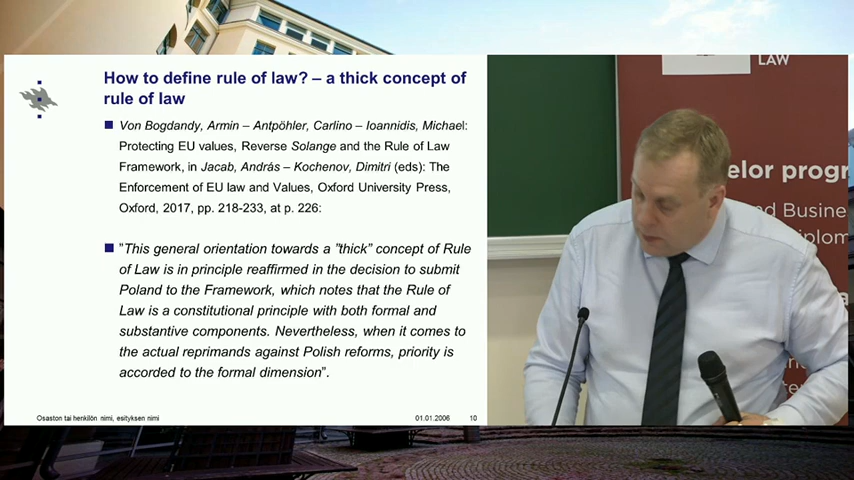 How to define rule of law? – a thick concept of
rule of law
Von Bogdandy, Armin – Antpöhler, Carlino – Ioannidis, Michael:
Protecting EU values, Reverse Solange and the Rule of Law
Framework, in Jacab, András – Kochenov, Dimitri (eds): The
Enforcement of EU law and Values, Oxford University Press,
Oxford, 2017, pp. 218-233, at p. 226:
"This general orientation towards a "thick" concept of Rule
of Law is in principle reaffirmed in the decision to submit
Poland to the Framework, which notes that the Rule of
Law is a constitutional principle with both formal and
substantive components. Nevertheless, when it comes to
the actual reprimands against Polish reforms, priority is
accorded to the formal dimension".
Osaston tai henkilön nimi, esityksen nimi
01.01.2006
10
LAW
elor progr
d Busine
iplom